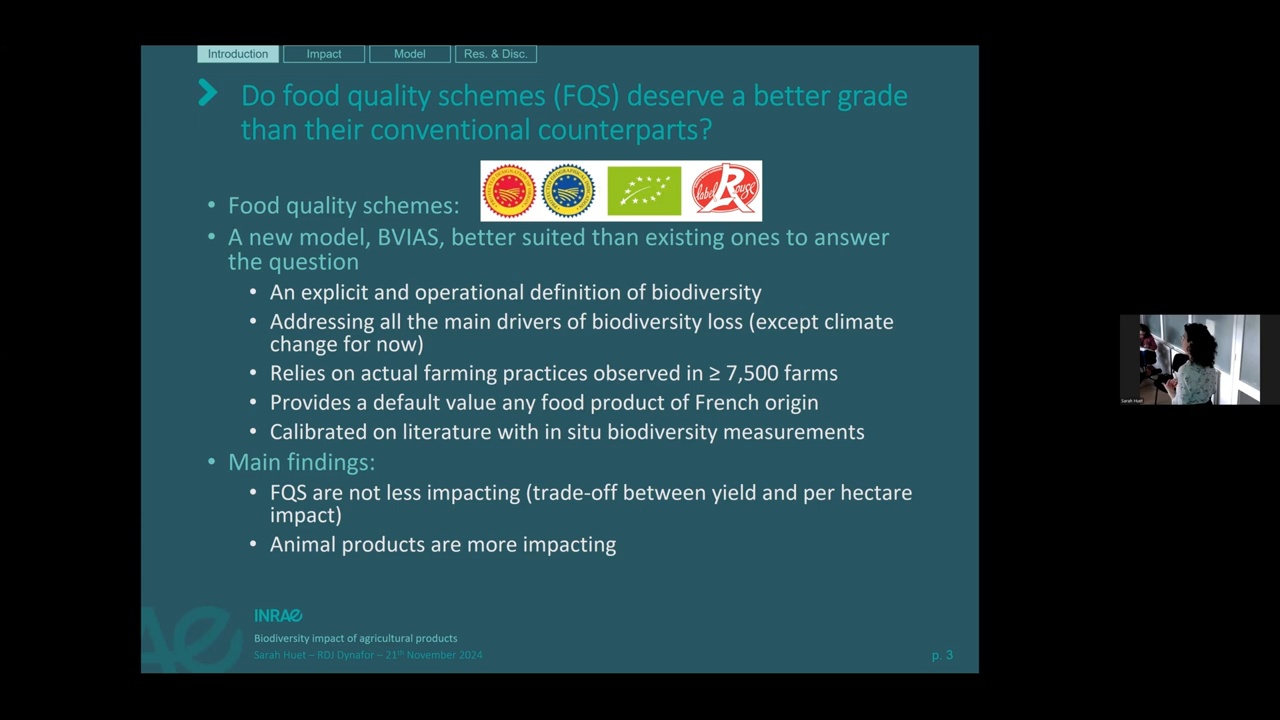 Introduction
Impact
Model
Res. & Disc.
Do food quality schemes (FQS) deserve a better grade
than their conventional counterparts?
• Food quality schemes:
label Rouge
• A new model, BVIAS, better suited than existing ones to answer
the question
• An explicit and operational definition of biodiversity
• Addressing all the main drivers of biodiversity loss (except climate
change for now)
• Relies on actual farming practices observed in ≥ 7,500 farms
• Provides a default value any food product of French origin
• Calibrated on literature with in situ biodiversity measurements
• Main findings:
• FQS are not less impacting (trade-off between yield and per hectare
impact)
• Animal products are more impacting
INRAE
Biodiversity impact of agricultural products
Sarah Huet – RDJ Dynafor – 21th November 2024
p. 3
Sarah Huet